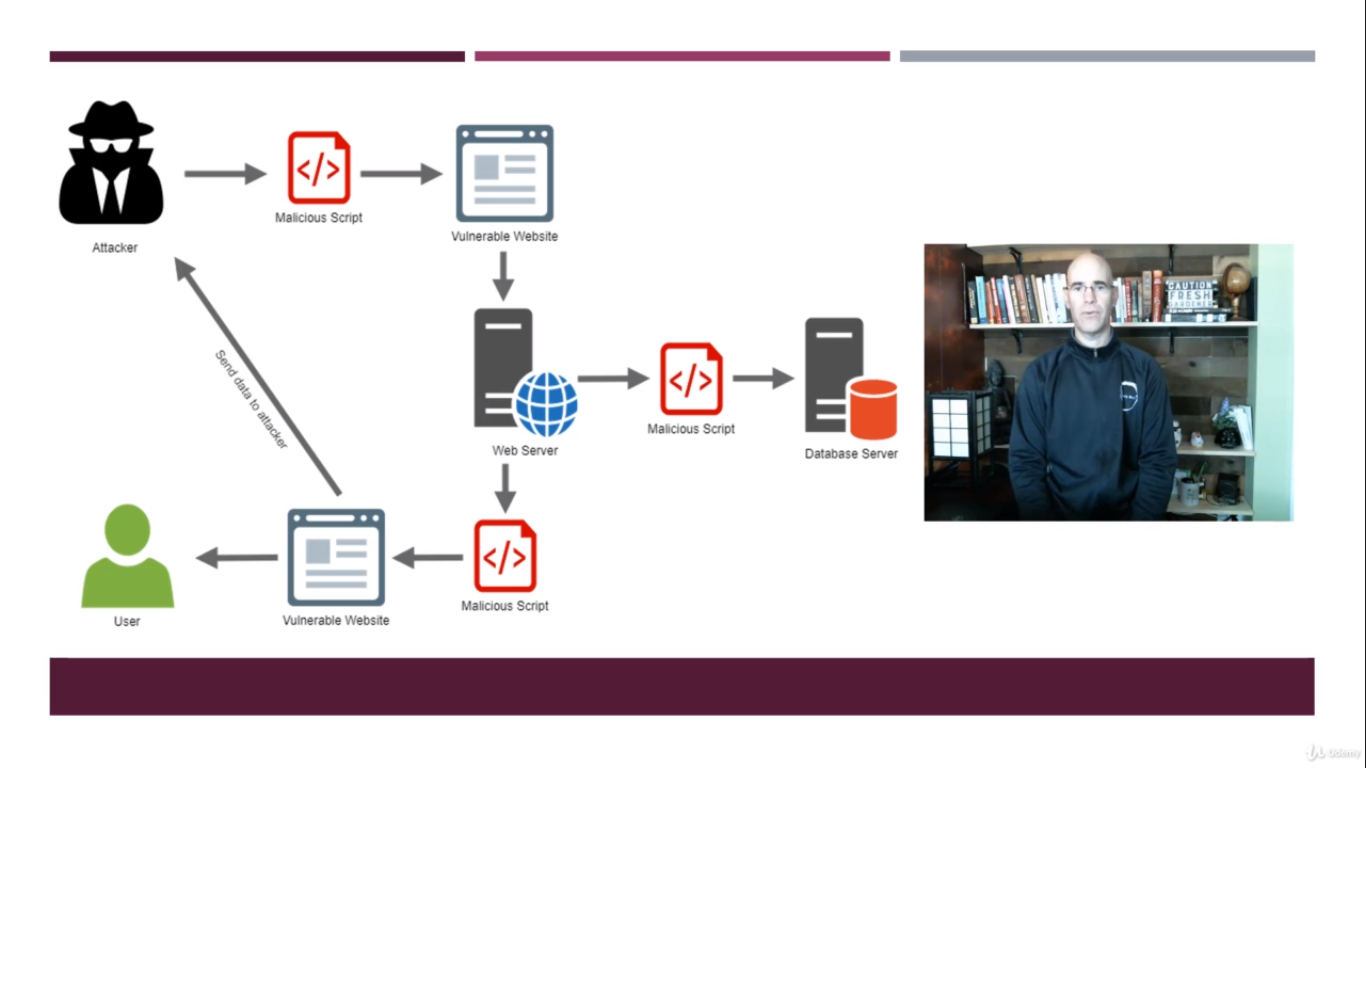 Malicious Script
Vulnerable Website
Attacker
Send data to attacker
Web Server
Malicious Script
Database Server
User
Vulnerable Website
Malicious Script
CAUTION
FRESH
GARDENER
Udemy